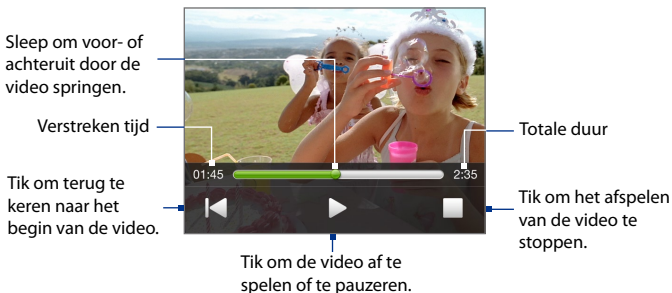 Sleep om voor- of
achteruit door de
video springen.
Verstreken tijd
Totale duur
01:45
2:35
Tik om terug te
keren naar het
begin van de video.
Tik om het afspelen
van de video te
stoppen.
Tik om de video af te
spelen of te pauzeren.